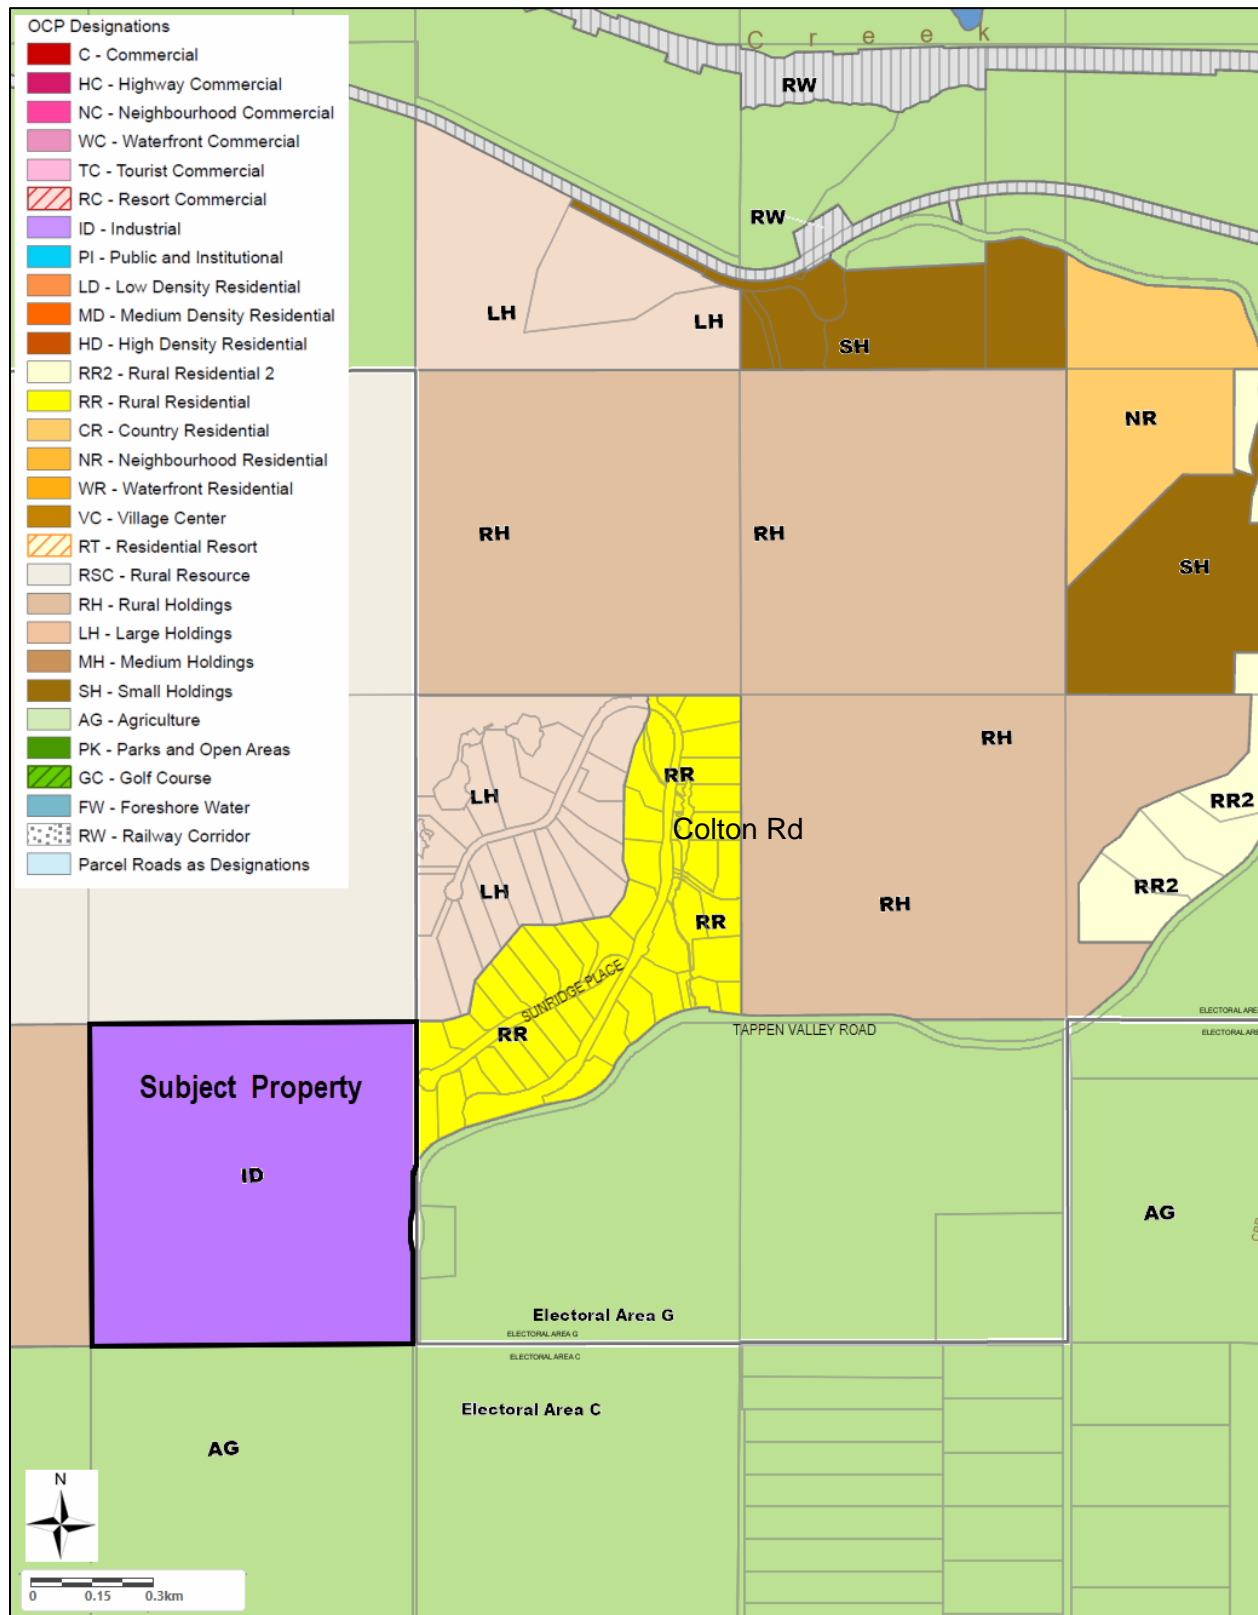 OCP Designations
C - Commercial
HC - Highway Commercial
NC - Neighbourhood Commercial
WC - Waterfront Commercial
TC - Tourist Commercial
RC - Resort Commercial
ID - Industrial
PI - Public and Institutional
LD - Low Density Residential
MD - Medium Density Residential
HD - High Density Residential
RR2 - Rural Residential 2
RR - Rural Residential
CR - Country Residential
NR - Neighbourhood Residential
WR - Waterfront Residential
VC - Village Center
RT - Residential Resort
RSC - Rural Resource
RH - Rural Holdings
LH - Large Holdings
MH - Medium Holdings
SH - Small Holdings
AG - Agriculture
PK - Parks and Open Areas
GC - Golf Course
FW - Foreshore Water
RW - Railway Corridor
Parcel Roads as Designations
Creek
RW
RW
LH
LH
SH
NR
RH
RH
SH
RH
RR
LH
RR2
Colton Rd
RR2
LH
RH
RR
SUNRIDGE PLACE
ELECTORAL AREA
TAPPEN VALLEY ROAD
ELECTORAL AREA
RR
Subject Property
ID
AG
Electoral Area G
ELECTORAL AREA G
ELECTORAL AREA C
Electoral Area C
AG
N
0 0.15 0.3km